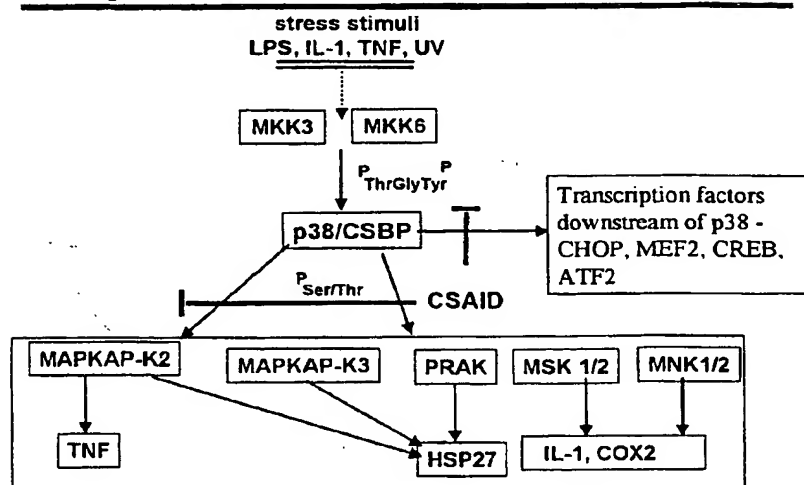 stress stimuli
LPS, IL-1, TNF, UV
MKK3
MKK6
P ThrGlyTyr P
p38/CSBP
Transcription factors
downstream of p38 -
CHOP, MEF2, CREB,
ATF2
P Ser/Thr
CSAID
MAPKAP-K2
MAPKAP-K3
PRAK
MSK 1/2
MNK1/2
TNF
HSP27
IL-1, COX2